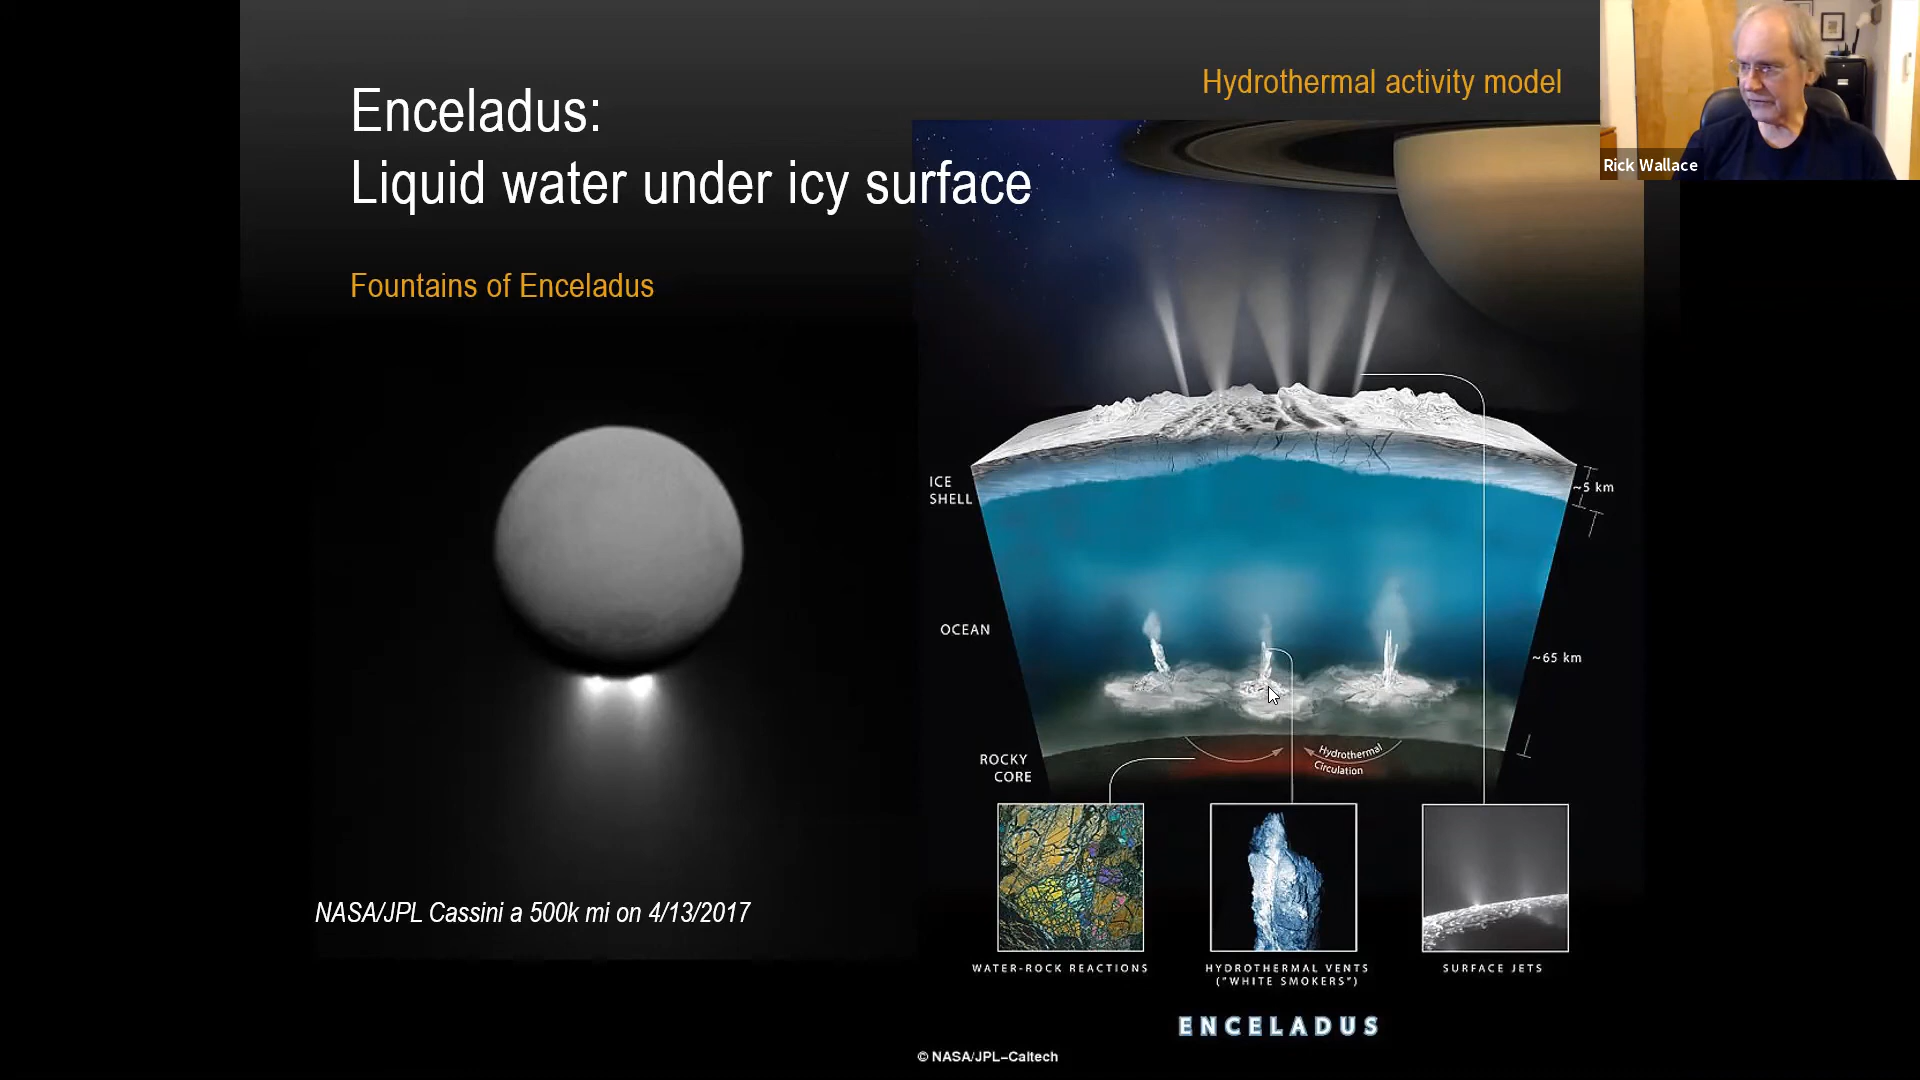 Enceladus:
Liquid water under icy surface
Hydrothermal activity model
Rick Wallace
Fountains of Enceladus
ICE
SHELL
~5 km
OCEAN
~65 km
ROCKY
CORE
Hydrothermal
Circulation
NASA/JPL Cassini a 500k mi on 4/13/2017
WATER-ROCK REACTIONS
HYDROTHERMAL VENTS
("WHITE SMOKERS")
SURFACE JETS
ENCELADUS
© NASA/JPL–Caltech